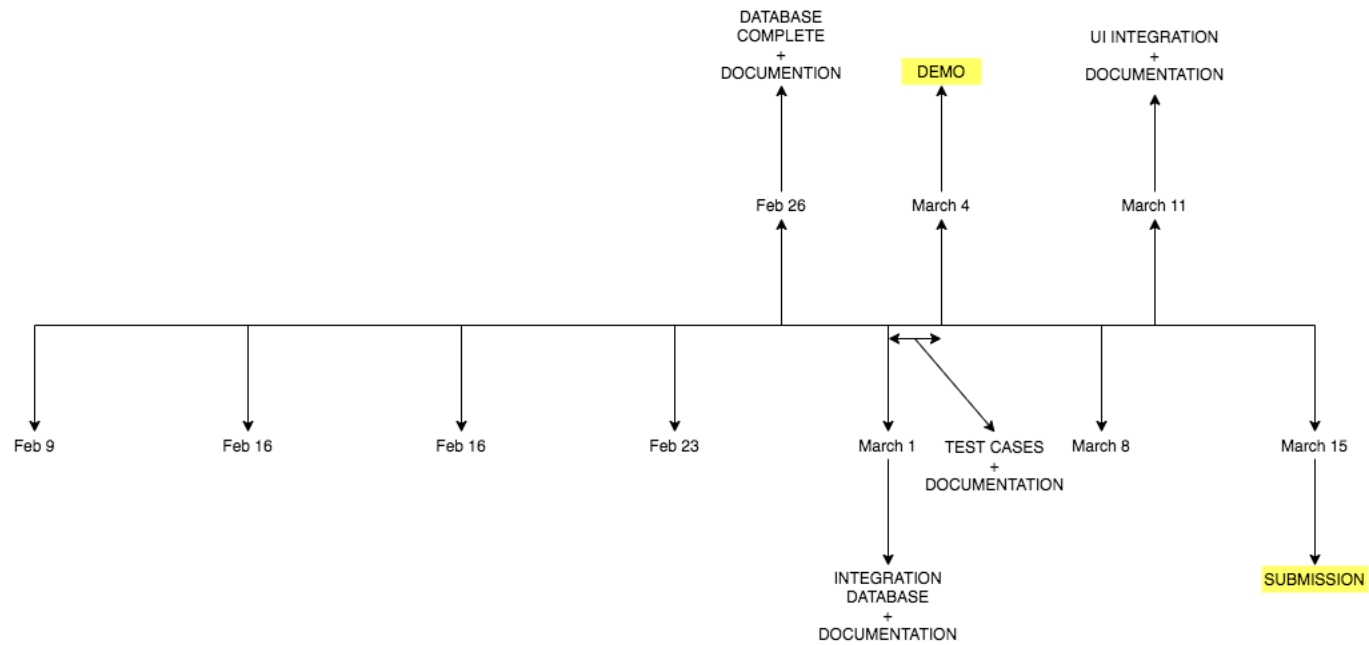 DATABASE
COMPLETE
+
DOCUMENTION
DEMO
UI INTEGRATION
+
DOCUMENTATION
Feb 26
March 4
March 11
Feb 9
Feb 16
Feb 16
Feb 23
March 1
TEST CASES
+
DOCUMENTATION
March 8
March 15
INTEGRATION
DATABASE
+
DOCUMENTATION
SUBMISSION